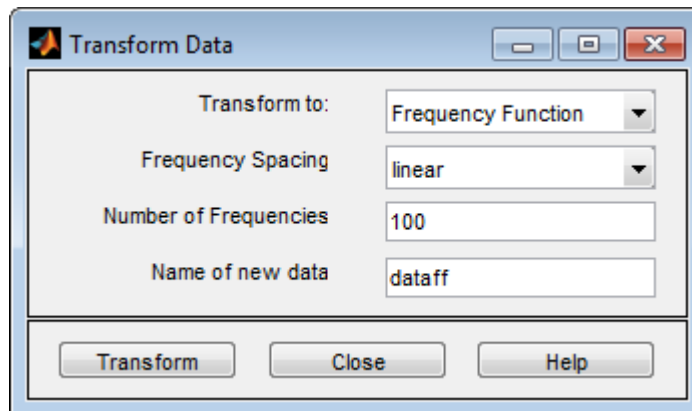 Transform Data
Transform to: Frequency Function
Frequency Spacing linear
Number of Frequencies 100
Name of new data dataff
Transform Close Help